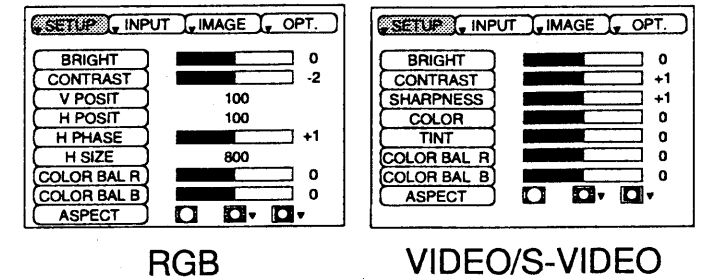 SETUP INPUT IMAGE OPT.
BRIGHT 0
CONTRAST -2
V POSIT 100
H POSIT 100
H PHASE +1
H SIZE 800
COLOR BAL R 0
COLOR BAL B 0
ASPECT
RGB
SETUP INPUT IMAGE OPT.
BRIGHT 0
CONTRAST +1
SHARPNESS +1
COLOR 0
TINT 0
COLOR BAL R 0
COLOR BAL B 0
ASPECT
VIDEO/S-VIDEO